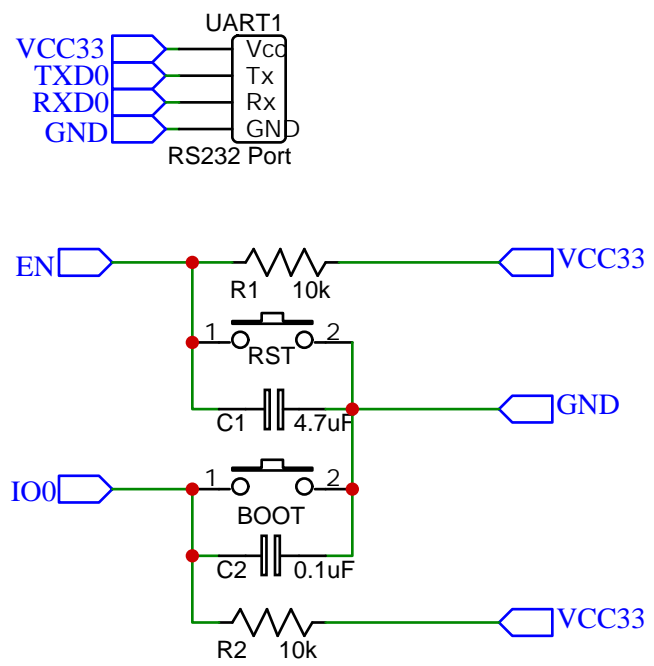 UART1
VCC33 Vcc
TXD0 Tx
RXD0 Rx
GND GND
RS232 Port
EN VCC33
R1 10k
1 2
RST
GND
C1 4.7uF
1 2
IO0
BOOT
C2 0.1uF
VCC33
R2 10k